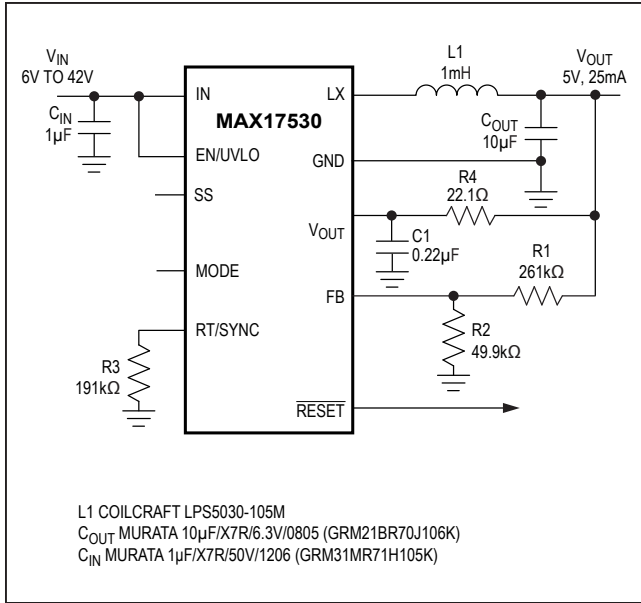 V_IN
6V TO 42V
C_IN
1µF
MAX17530
IN
EN/UVLO
SS
MODE
RT/SYNC
R3
191kΩ
LX
GND
V_OUT
FB
RESET
L1
1mH
V_OUT
5V, 25mA
C_OUT
10µF
R4
22.1Ω
C1
0.22µF
R1
261kΩ
R2
49.9kΩ
L1 COILCRAFT LPS5030-105M
C_OUT MURATA 10µF/X7R/6.3V/0805 (GRM21BR70J106K)
C_IN MURATA 1µF/X7R/50V/1206 (GRM31MR71H105K)